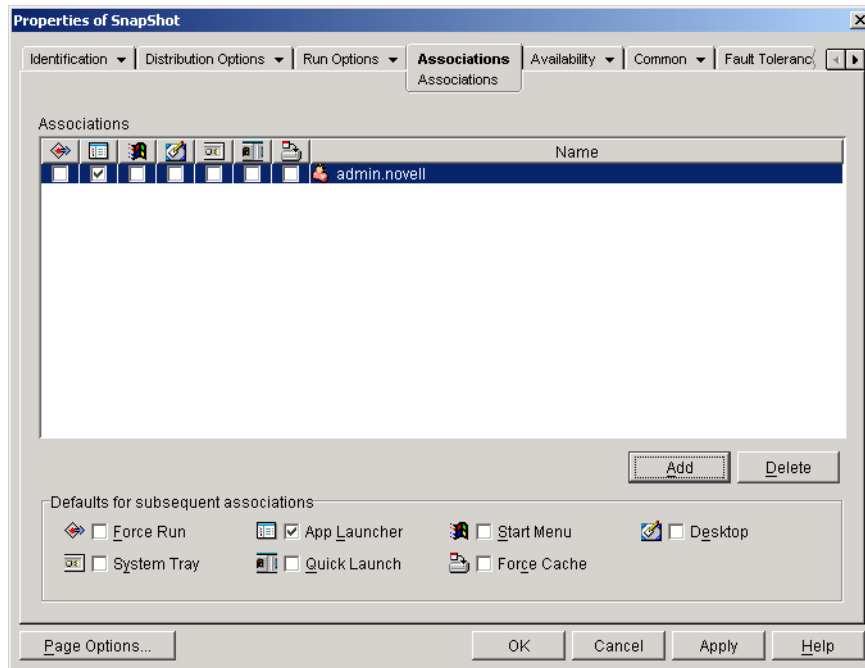 Properties of SnapShot
Identification Distribution Options Run Options Associations Availability Common Fault Toleranc
Associations
Associations
Name
admin.novell
Add Delete
Defaults for subsequent associations
Force Run App Launcher Start Menu Desktop
System Tray Quick Launch Force Cache
Page Options... OK Cancel Apply Help